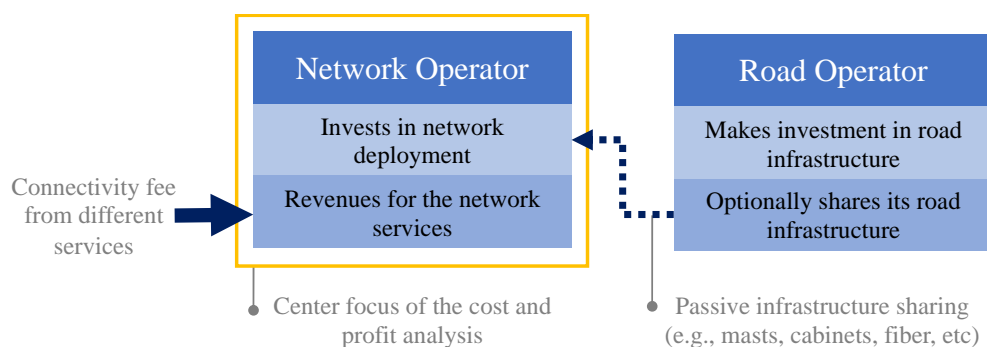 Network Operator
Invests in network
deployment
Revenues for the network
services
Road Operator
Makes investment in road
infrastructure
Optionally shares its road
infrastructure
Connectivity fee
from different
services
Center focus of the cost and
profit analysis
Passive infrastructure sharing
(e.g., masts, cabinets, fiber, etc)